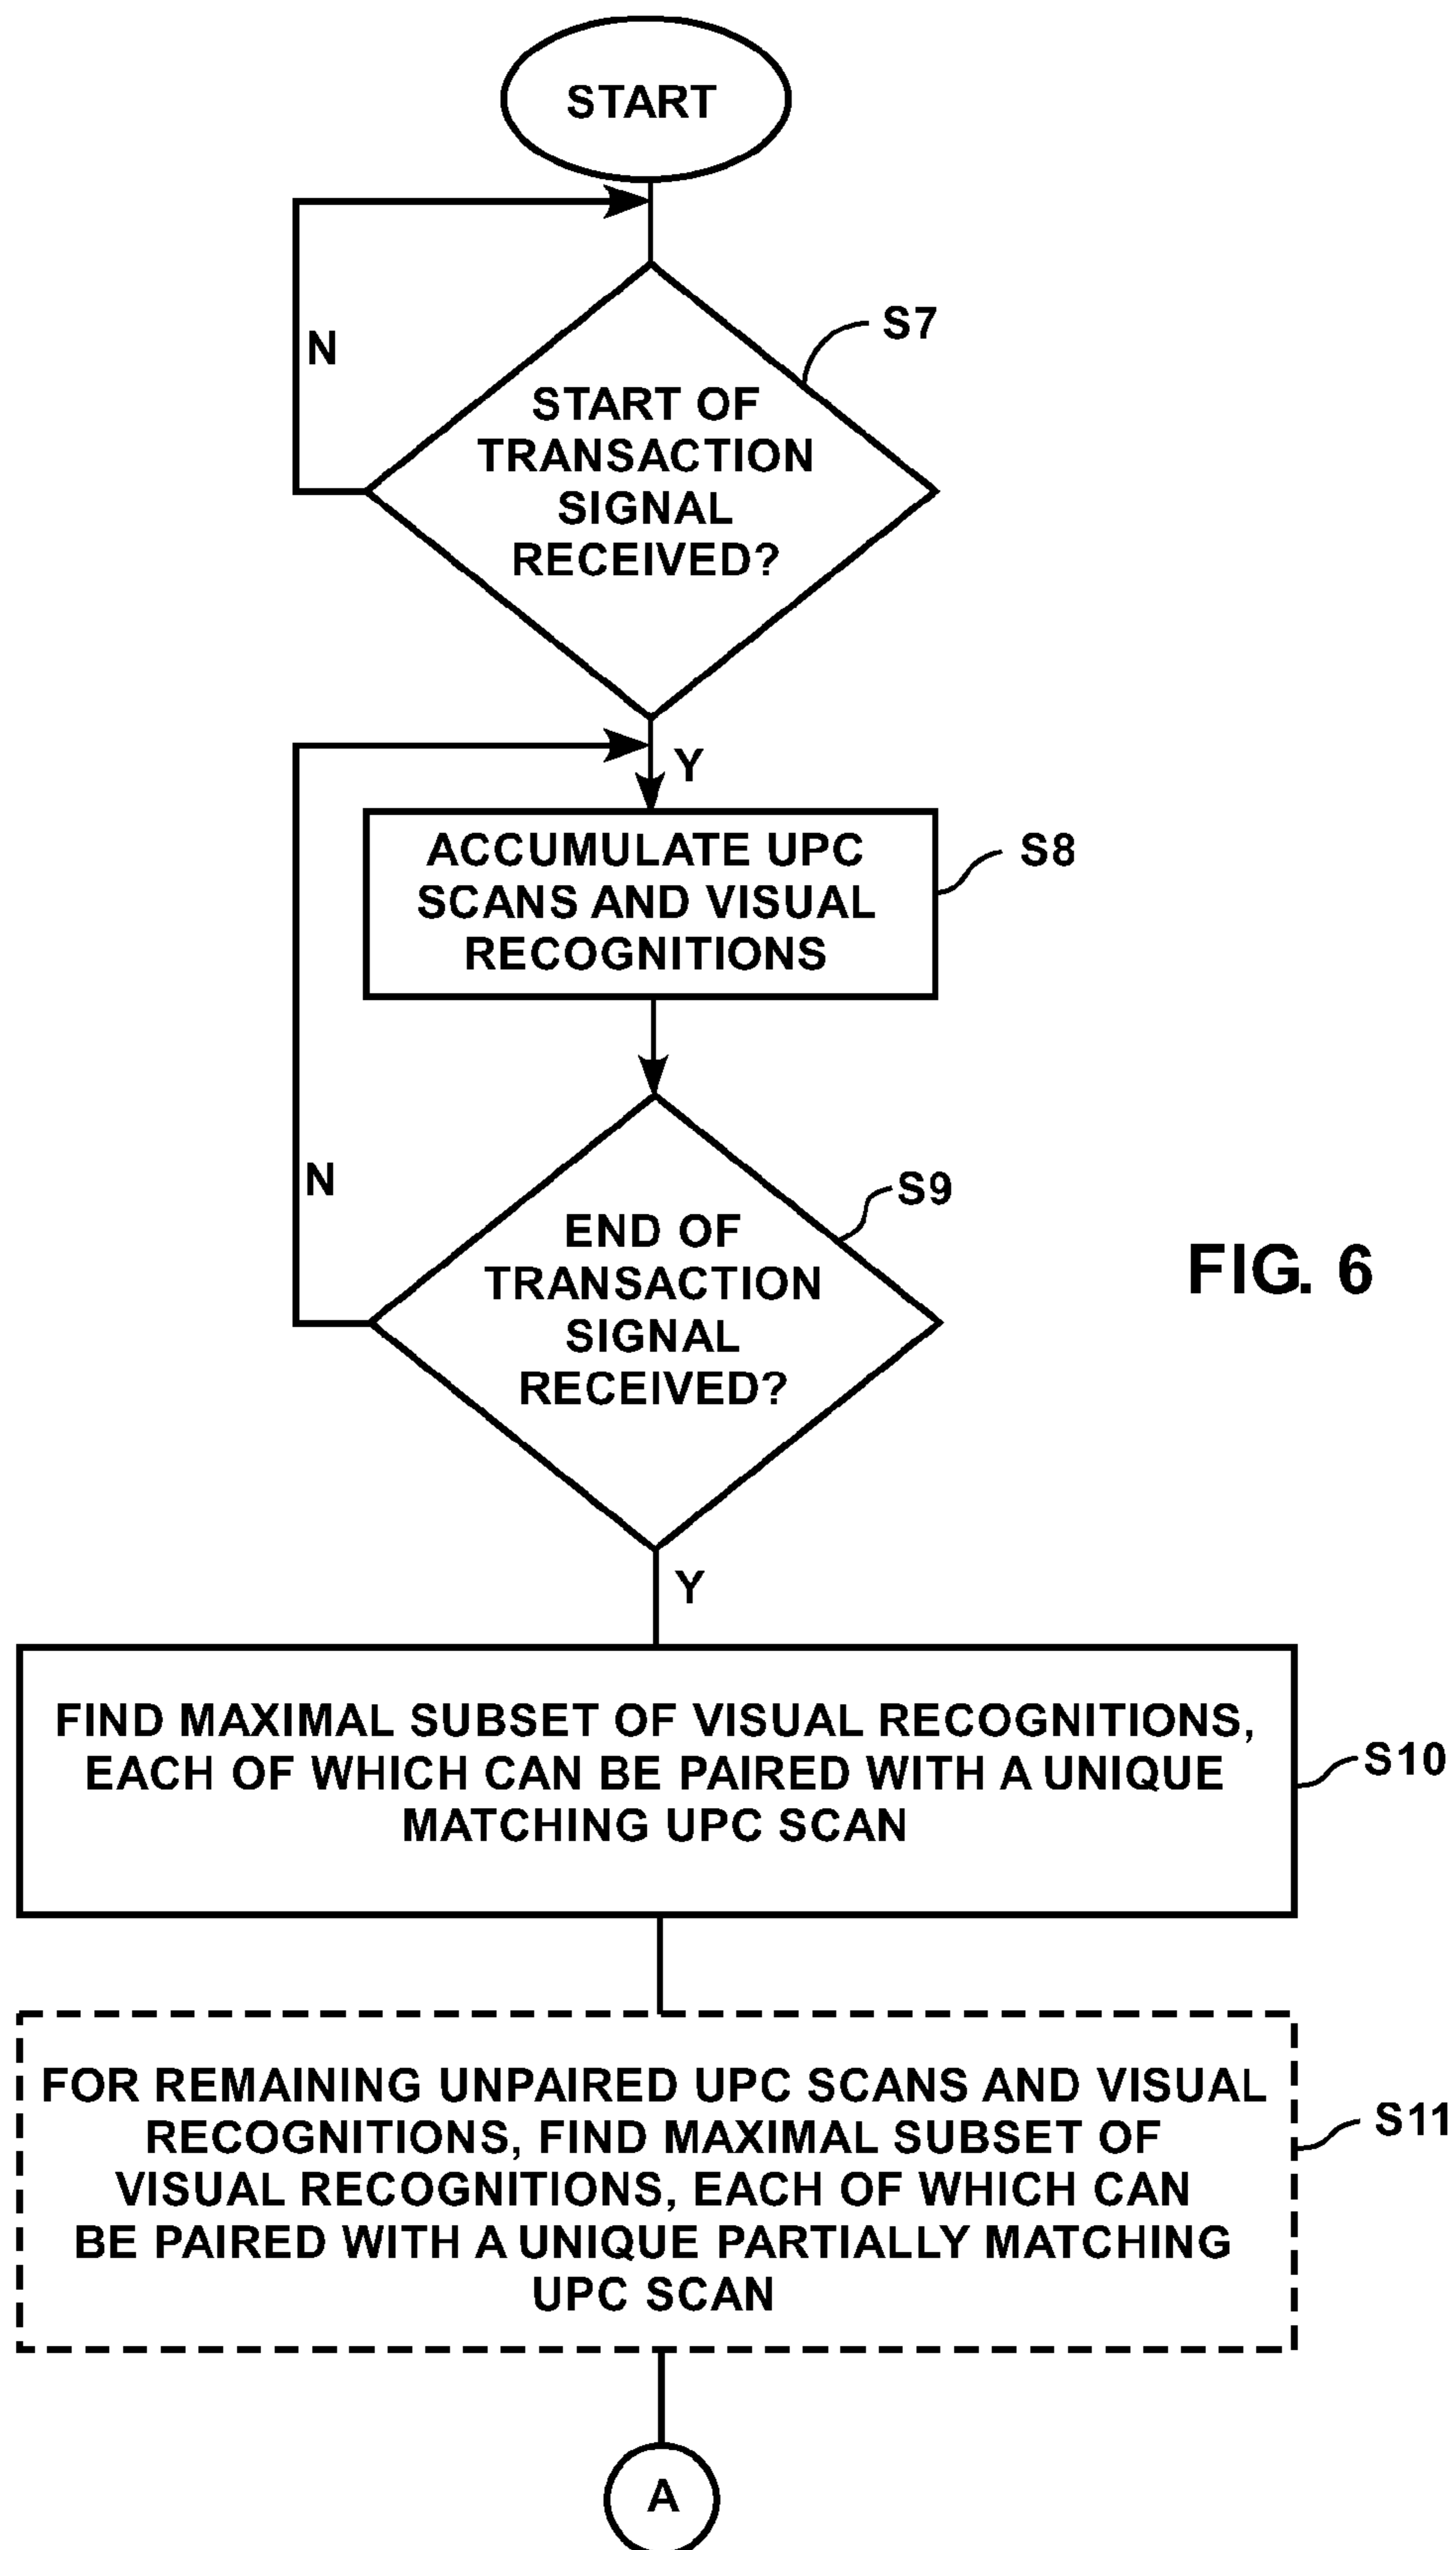 START
N
S7
START OF
TRANSACTION
SIGNAL
RECEIVED?
Y
ACCUMULATE UPC
SCANS AND VISUAL
RECOGNITIONS
S8
N
S9
END OF
TRANSACTION
SIGNAL
RECEIVED?
FIG. 6
Y
FIND MAXIMAL SUBSET OF VISUAL RECOGNITIONS,
EACH OF WHICH CAN BE PAIRED WITH A UNIQUE
MATCHING UPC SCAN
S10
FOR REMAINING UNPAIRED UPC SCANS AND VISUAL
RECOGNITIONS, FIND MAXIMAL SUBSET OF
VISUAL RECOGNITIONS, EACH OF WHICH CAN
BE PAIRED WITH A UNIQUE PARTIALLY MATCHING
UPC SCAN
S11
A